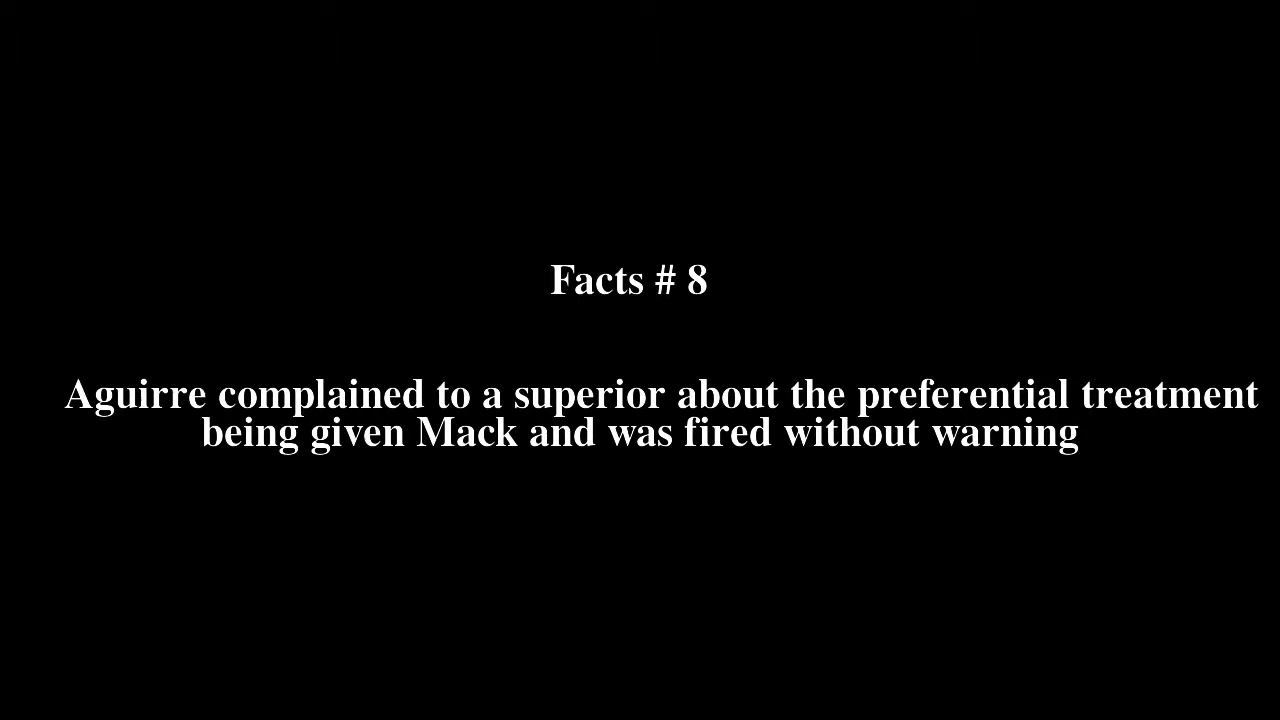 Facts # 8
Aguirre complained to a superior about the preferential treatment
being given Mack and was fired without warning